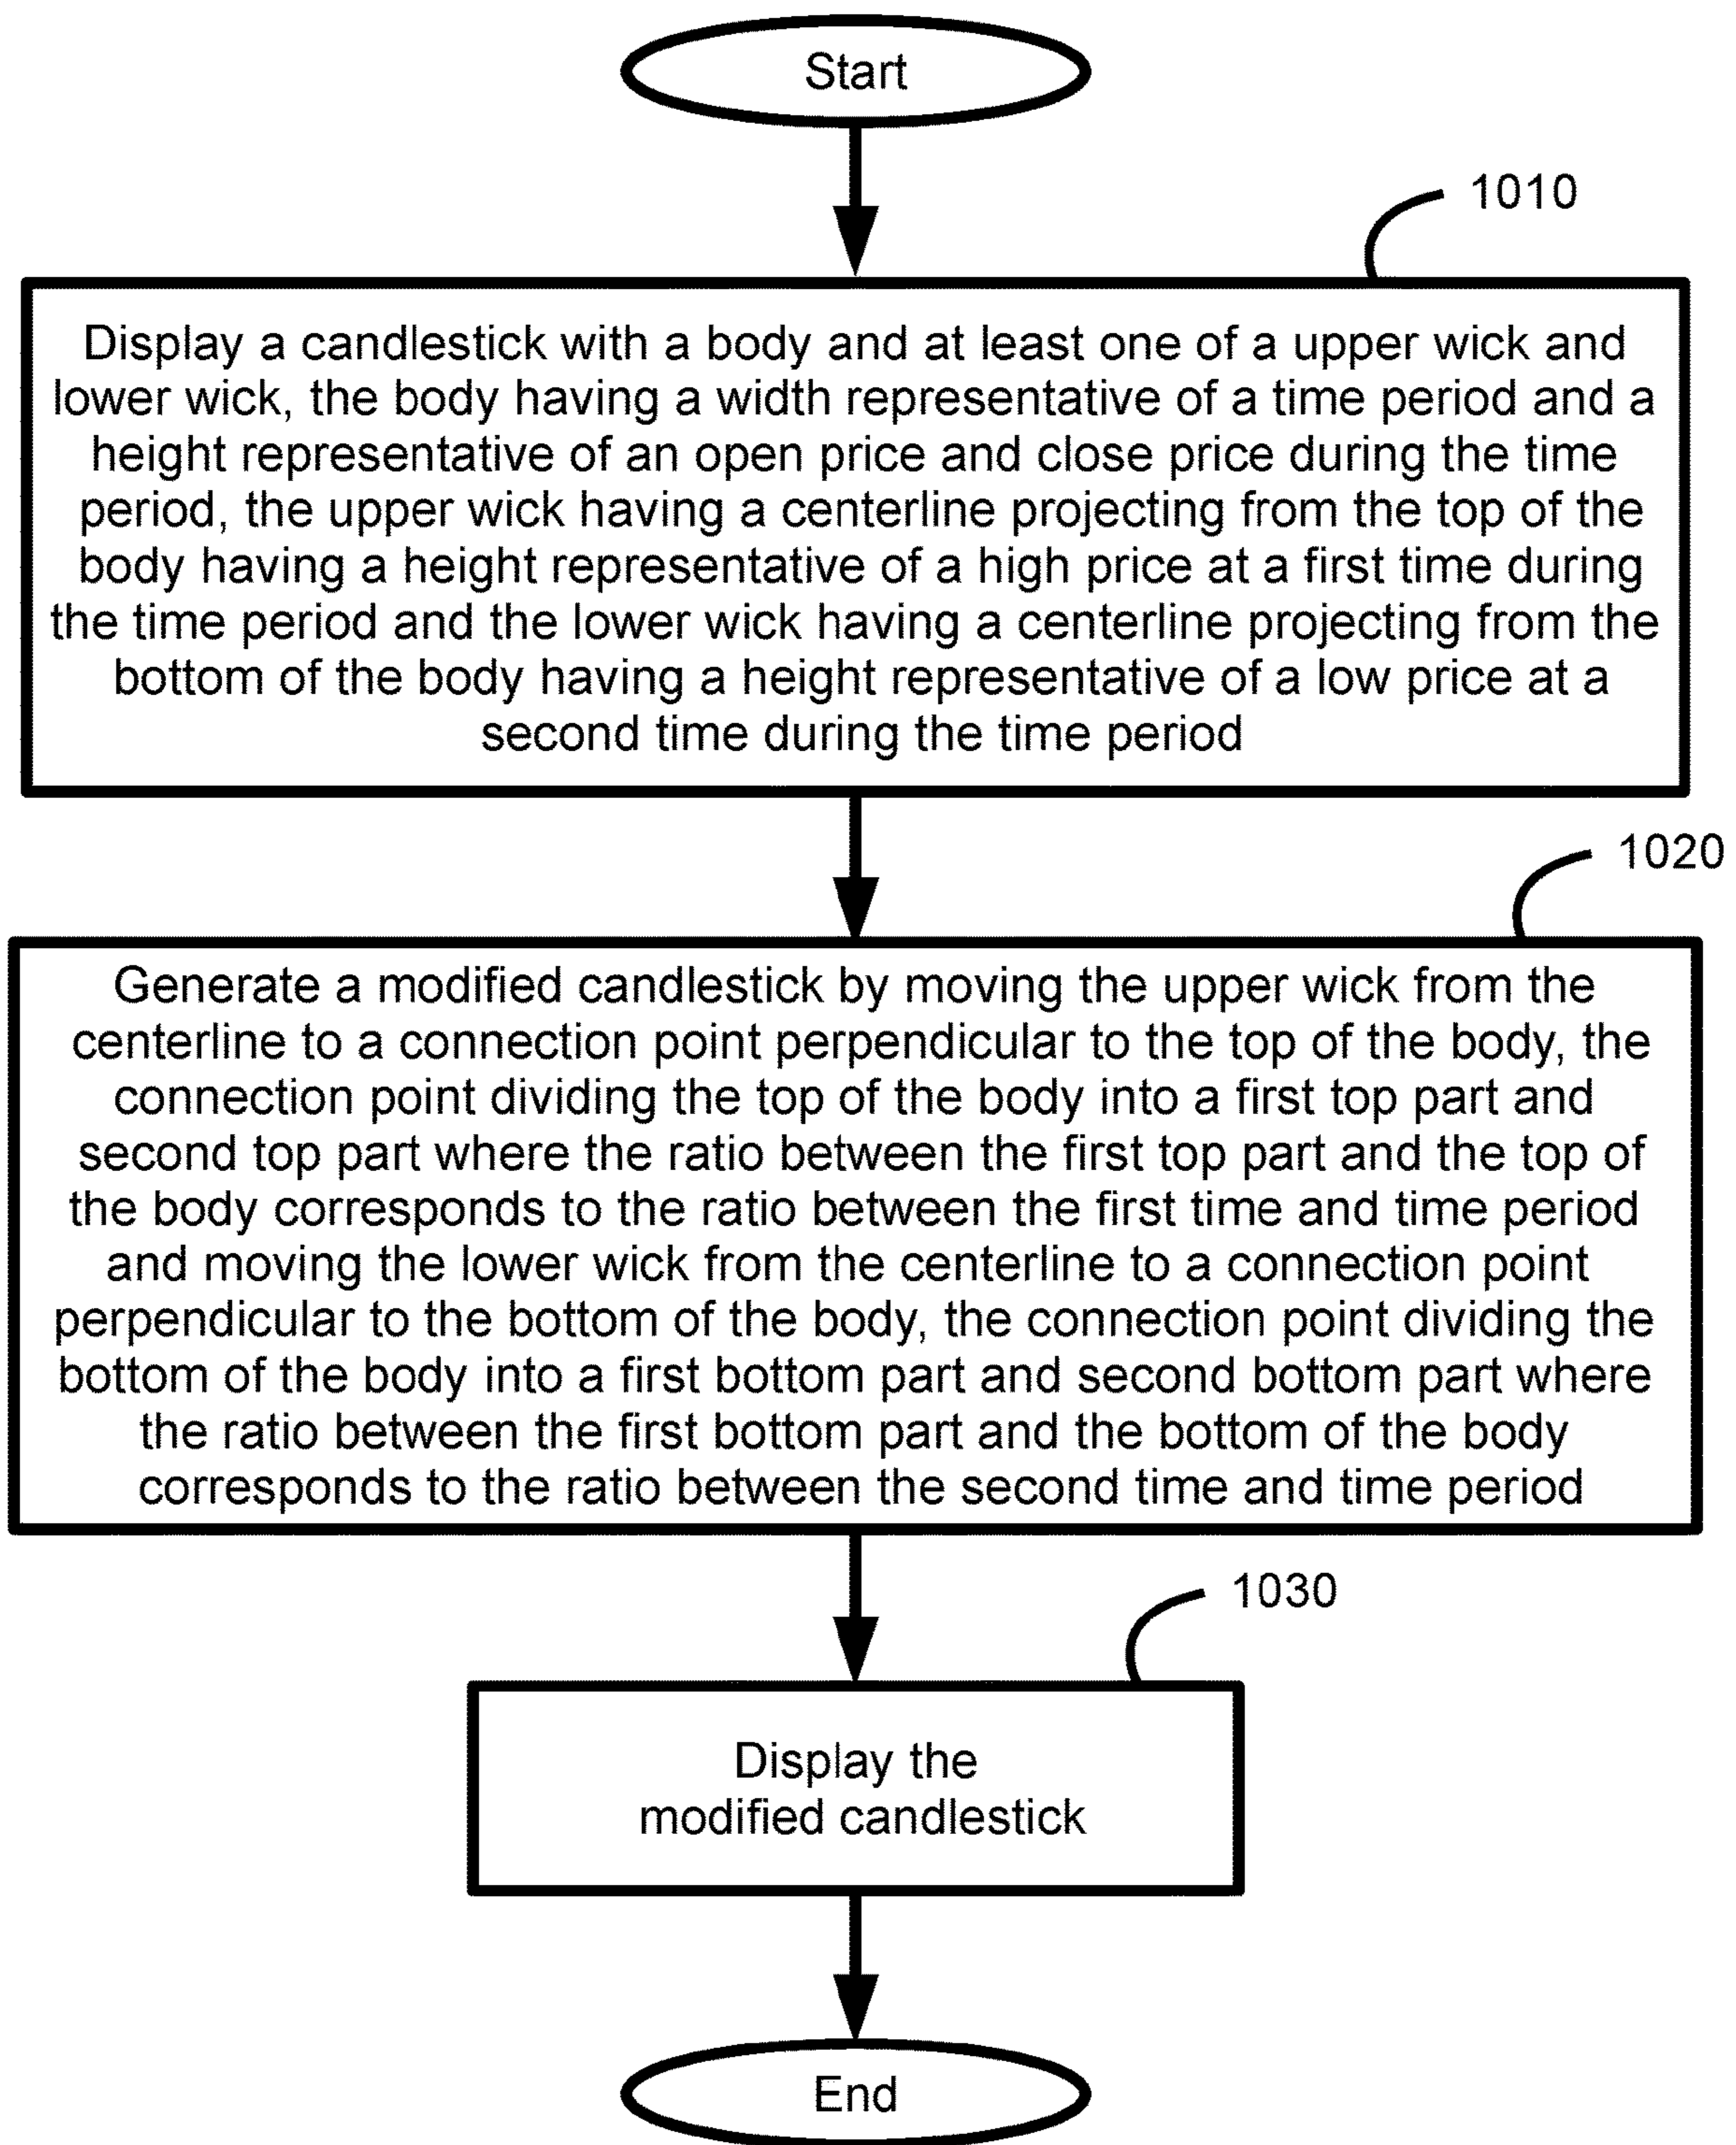 Start
1010
Display a candlestick with a body and at least one of a upper wick and
lower wick, the body having a width representative of a time period and a
height representative of an open price and close price during the time
period, the upper wick having a centerline projecting from the top of the
body having a height representative of a high price at a first time during
the time period and the lower wick having a centerline projecting from the
bottom of the body having a height representative of a low price at a
second time during the time period
1020
Generate a modified candlestick by moving the upper wick from the
centerline to a connection point perpendicular to the top of the body, the
connection point dividing the top of the body into a first top part and
second top part where the ratio between the first top part and the top of
the body corresponds to the ratio between the first time and time period
and moving the lower wick from the centerline to a connection point
perpendicular to the bottom of the body, the connection point dividing the
bottom of the body into a first bottom part and second bottom part where
the ratio between the first bottom part and the bottom of the body
corresponds to the ratio between the second time and time period
1030
Display the
modified candlestick
End